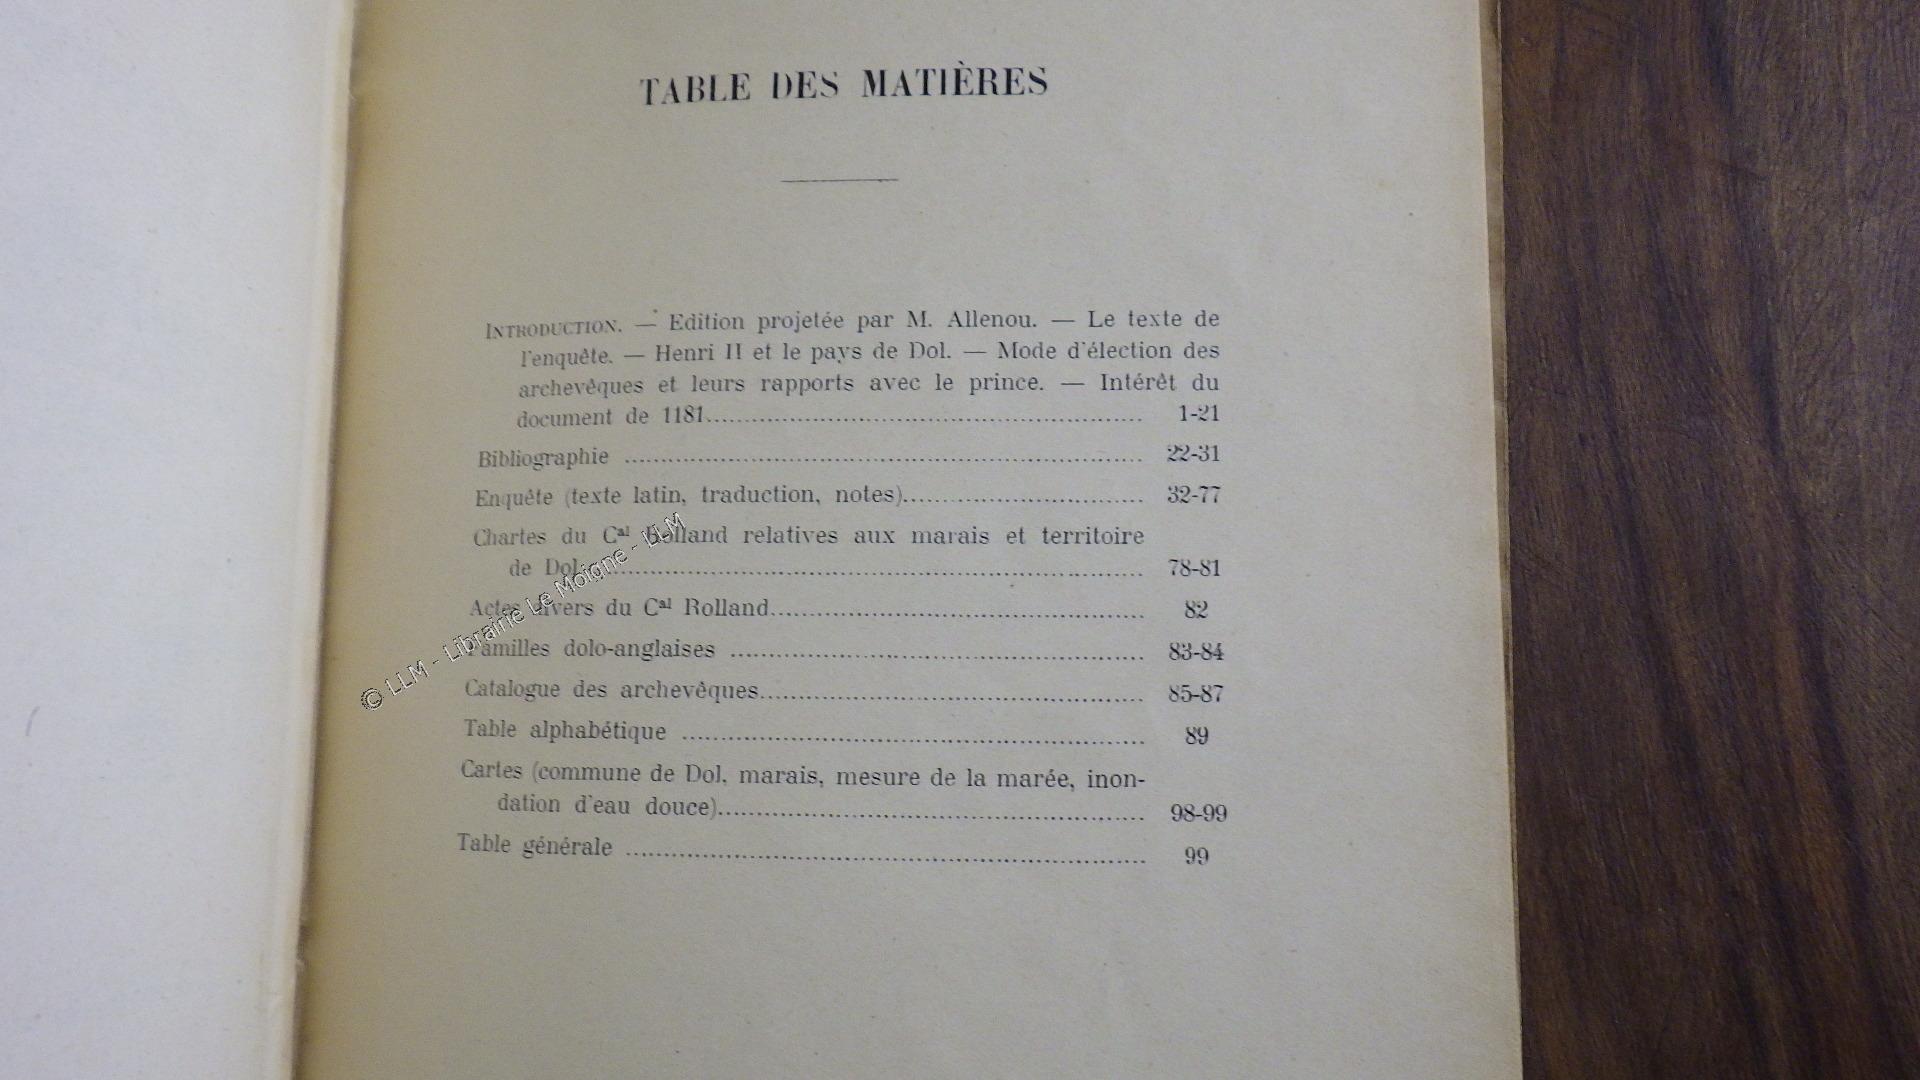 TABLE DES MATIÈRES
INTRODUCTION. — Edition projetée par M. Allenou. — Le texte de
l'enquête. — Henri II et le pays de Dol. — Mode d'élection des
archevêques et leurs rapports avec le prince. — Intérêt du
document de 1181 1-21
Bibliographie 22-31
Enquête (texte latin, traduction, notes) 32-77
Chartes du Cal Rolland relatives aux marais et territoire
de Dol 78-81
Actes divers du Cal Rolland 82
Familles dolo-anglaises 83-84
Catalogue des archevêques 85-87
Table alphabétique 89
Cartes (commune de Dol, marais, mesure de la marée, inon-
dation d'eau douce) 98-99
Table générale 99
© LLM - Librairie Le Moigne - LLM